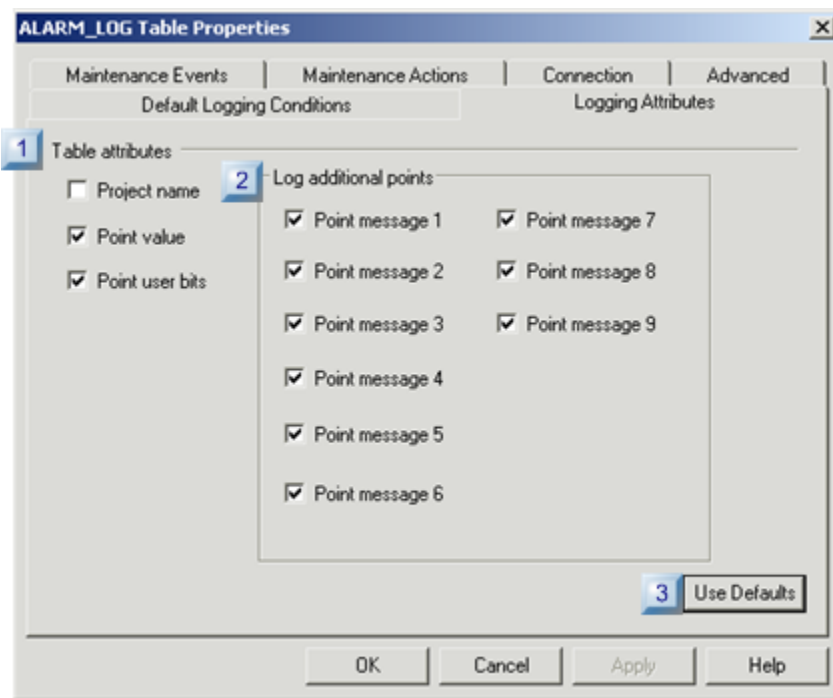 ALARM_LOG Table Properties
Maintenance Events
Maintenance Actions
Connection
Advanced
Default Logging Conditions
Logging Attributes
1
Table attributes
Project name
Point value
Point user bits
2
Log additional points
Point message 1
Point message 7
Point message 2
Point message 8
Point message 3
Point message 9
Point message 4
Point message 5
Point message 6
3
Use Defaults
OK
Cancel
Apply
Help